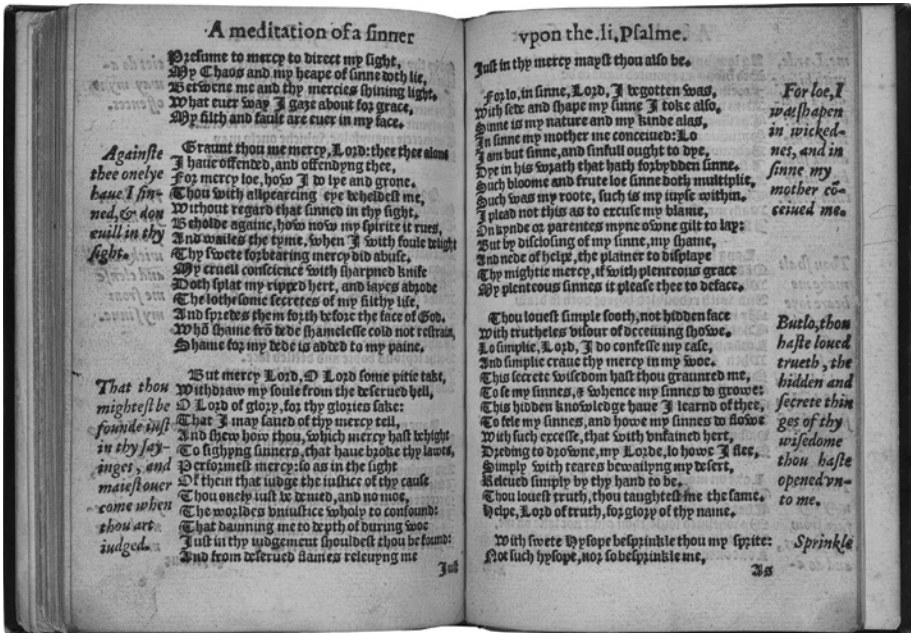 A meditation of a sinner
Presume to mercy to direct my sight,
My Chaos and my heape of sinne doth lie,
Betwene me and thy mercies shining light.
What euer way I gaze about for grace,
My filth and fault are euer in my face.
Againste
thee onelye
haue I sin-
ned, & don
euill in thy
sight.
Graunt thou me mercy, Lord: thee thee alone
I haue offended, and offendyng thee,
For mercy loe, how I do lye and grone.
Thou with allpearcing eye beheldest me,
Without regard that sinned in thy sight.
Beholde againe, how now my spirite it rues,
And wailes the tyme, when I with foule delight
Thy swete forbearing mercy did abuse.
My cruell conscience with sharpned knife
Doth splat my ripped hert, and layes abrode
The lothesome secretes of my filthy life,
And spredes them forth before the face of God.
Whō shame frō dede shamelesse cold not restrain,
Shame for my dede is added to my paine.
That thou
mightest be
founde iust
in thy say-
inges, and
maiest ouer
come when
thou art
iudged.
But mercy Lord, O Lord some pitie take,
Withdraw my soule from the deserued hell,
O Lord of glory, for thy glories sake:
That I may saued of thy mercy tell,
And shew how thou, which mercy hast behight
To sighyng sinners, that haue broke thy lawes,
Performest mercy: so as in the sight
Of them that iudge the iustice of thy cause
Thou onely iust be demed, and no moe,
The worldes vniustice wholy to confound:
That damning me to depth of during woe
Just in thy iudgement shouldest thou be found:
And from deserued flames releuyng me
Just
vpon the .li. Psalme.
Just in thy mercy mayst thou also be.
For loe, I
was shapen
in wicked-
nes, and in
sinne my
mother cō-
ceiued me.
For lo, in sinne, Lord, I begotten was,
With sede and shape my sinne I toke also,
Sinne is my nature and my kinde alas,
In sinne my mother me conceiued: Lo
I am but sinne, and sinfull ought to dye,
Dye in his wrath that hath forbydden sinne.
Such bloome and frute loe sinne doth multiplie,
Such was my roote, such is my iuyse within.
I plead not this as to excuse my blame,
On kynde or parentes myne owne gilt to lay:
But by disclosing of my sinne, my shame,
And nede of helpe, the plainer to displaye
Thy mightie mercy, if with plenteous grace
My plenteous sinnes it please thee to deface.
But lo, thou
haste loued
trueth, the
hidden and
secrete thin
ges of thy
wisedome
thou haste
opened vn-
to me.
Thou louest simple sooth, not hidden face
With trutheles visour of deceiuing showe.
Lo simplie, Lord, I do confesse my case,
And simplie craue thy mercy in my woe.
This secrete wisedom hast thou graunted me,
To se my sinnes, & whence my sinnes do growe:
This hidden knowledge haue I learnd of thee,
To fele my sinnes, and howe my sinnes do flowe
With such excesse, that with vnfained hert,
Dreding to drowne, my Lorde, lo howe I flee,
Simply with teares bewailyng my desert,
Releued simply by thy hand to be.
Thou louest truth, thou taughtest me the same.
Helpe, Lord of truth, for glory of thy name.
Sprinkle
With swete Hysope besprinkle thou my sprite:
Not such hysope, nor so besprinkle me,
As